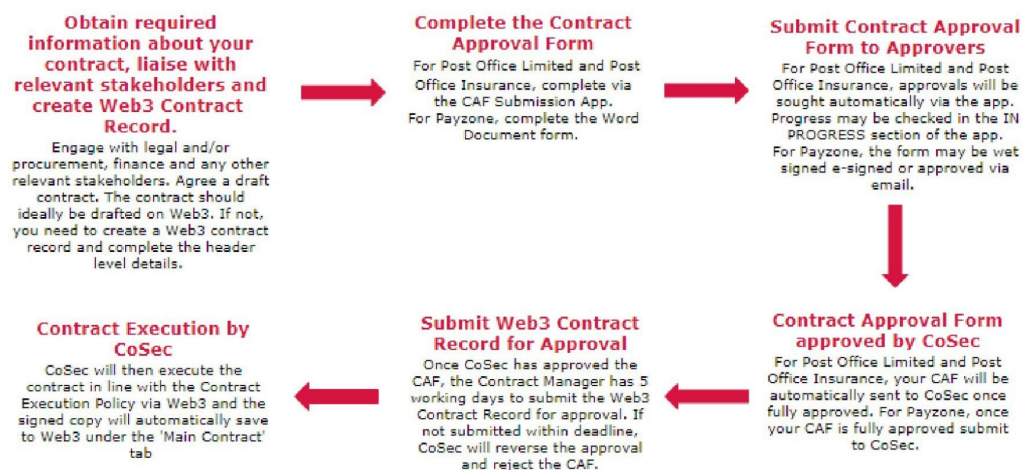 Obtain required
information about your
contract, liaise with
relevant stakeholders and
create Web3 Contract
Record.
Engage with legal and/or
procurement, finance and any other
relevant stakeholders. Agree a draft
contract. The contract should
ideally be drafted on Web3. If not,
you need to create a Web3 contract
record and complete the header
level details.
Complete the Contract
Approval Form
For Post Office Limited and Post
Office Insurance, complete via
the CAF Submission App.
For Payzone, complete the Word
Document form.
Submit Contract Approval
Form to Approvers
For Post Office Limited and Post
Office Insurance, approvals will be
sought automatically via the app.
Progress may be checked in the IN
PROGRESS section of the app.
For Payzone, the form may be wet
signed e-signed or approved via
email.
Contract Approval Form
approved by CoSec
For Post Office Limited and Post
Office Insurance, your CAF will be
automatically sent to CoSec once
fully approved. For Payzone, once
your CAF is fully approved submit
to CoSec.
Submit Web3 Contract
Record for Approval
Once CoSec has approved the
CAF, the Contract Manager has 5
working days to submit the Web3
Contract Record for approval. If
not submitted within deadline,
CoSec will reverse the approval
and reject the CAF.
Contract Execution by
CoSec
CoSec will then execute the
contract in line with the Contract
Execution Policy via Web3 and the
signed copy will automatically save
to Web3 under the 'Main Contract'
tab